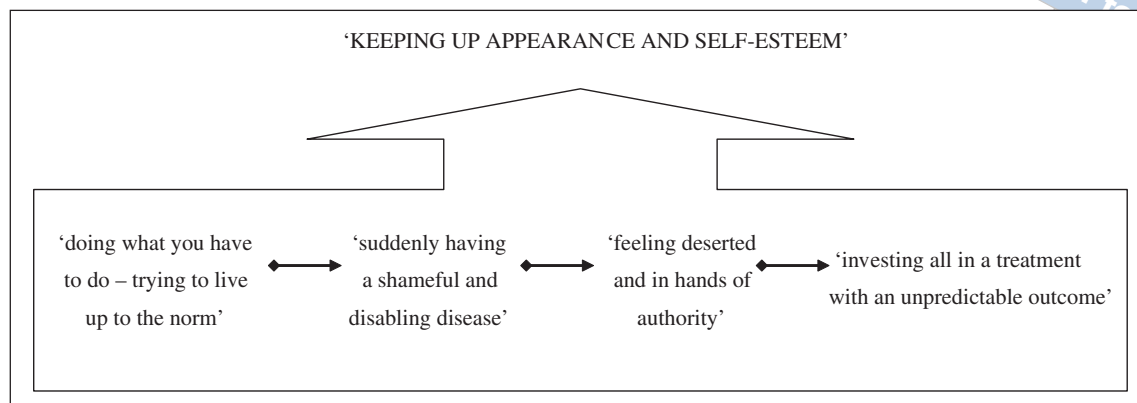 ‘KEEPING UP APPEARANCE AND SELF-ESTEEM’
‘doing what you have
to do – trying to live
up to the norm’
‘suddenly having
a shameful and
disabling disease’
‘feeling deserted
and in hands of
authority’
‘investing all in a treatment
with an unpredictable outcome’